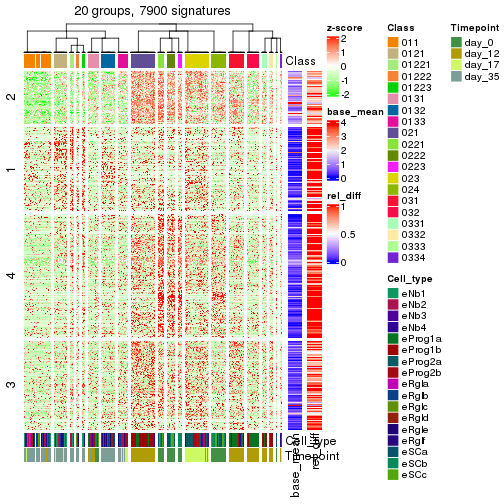 20 groups, 7900 signatures
Class
2
1
4
3
Cell_type
Timepoint
base_mean
rel_diff
z-score
2
1
0
-1
-2
base_mean
4
3
2
1
0
rel_diff
1
0.5
0
Class
011
0121
01221
01222
01223
0131
0132
0133
021
0221
0222
0223
023
024
031
032
0331
0332
0333
0334
Cell_type
eNb1
eNb2
eNb3
eNb4
eProg1a
eProg1b
eProg2a
eProg2b
eRgla
eRglb
eRglc
eRgld
eRgle
eRglf
eSCa
eSCb
eSCc
Timepoint
day_0
day_12
day_17
day_35